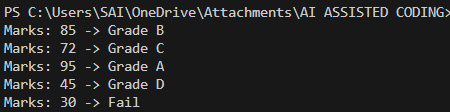 PS C:\Users\SAI\OneDrive\Attachments\AI ASSISTED CODING>
Marks: 85 -> Grade B
Marks: 72 -> Grade C
Marks: 95 -> Grade A
Marks: 45 -> Grade D
Marks: 30 -> Fail